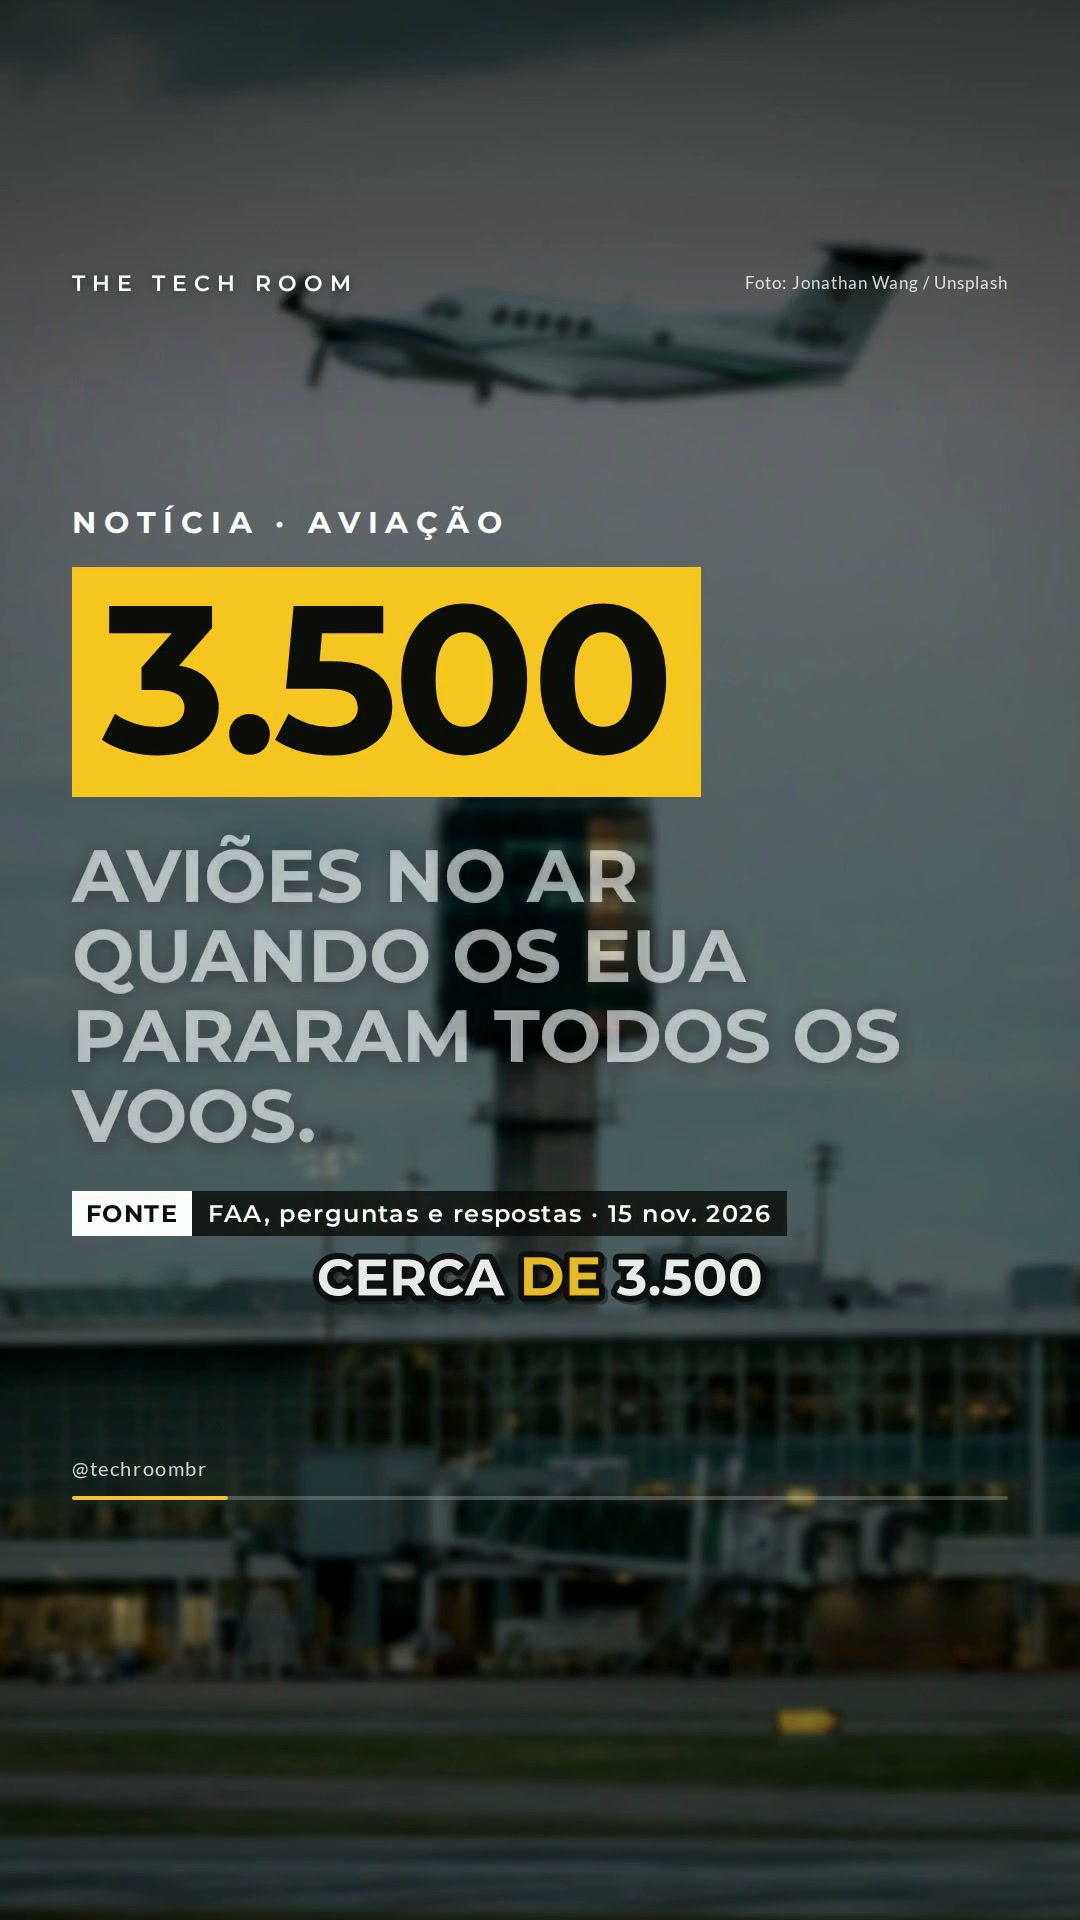 THE TECH ROOM
Foto: Jonathan Wang / Unsplash
NOTÍCIA · AVIAÇÃO
3.500
AVIÕES NO AR
QUANDO OS EUA
PARARAM TODOS OS
VOOS.
FONTE FAA, perguntas e respostas · 15 nov. 2026
CERCA DE 3.500
@techroombr